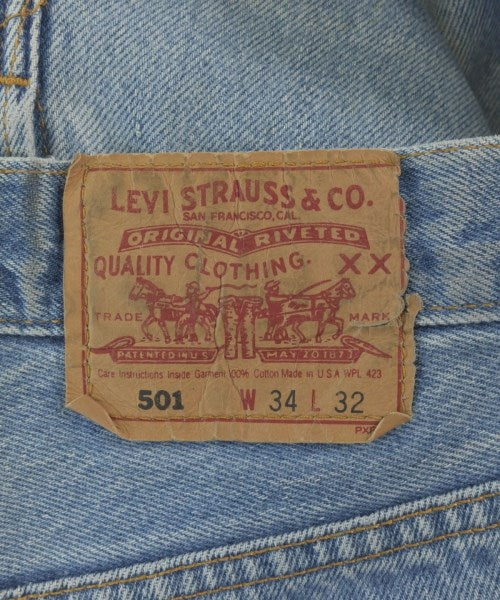 LEVI STRAUSS & CO.
SAN FRANCISCO, CAL.
ORIGINAL RIVETED
QUALITY CLOTHING. XX
TRADE MARK
PATENTED IN U.S. MAY 20 1873
Care Instructions Inside Garment 100% Cotton Made in U S A WPL 423
501 W 34 L 32